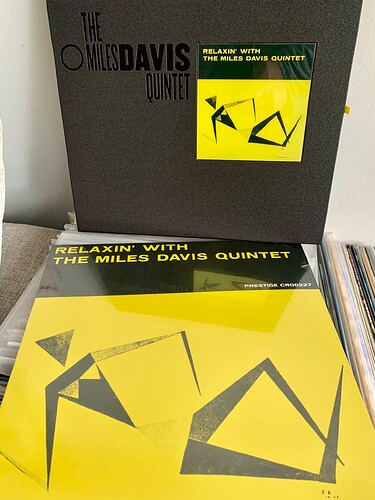 THE
MILES DAVIS
QUINTET
RELAXIN' WITH
THE MILES DAVIS QUINTET
RELAXIN' WITH
THE MILES DAVIS QUINTET
PRESTIGE CR00227